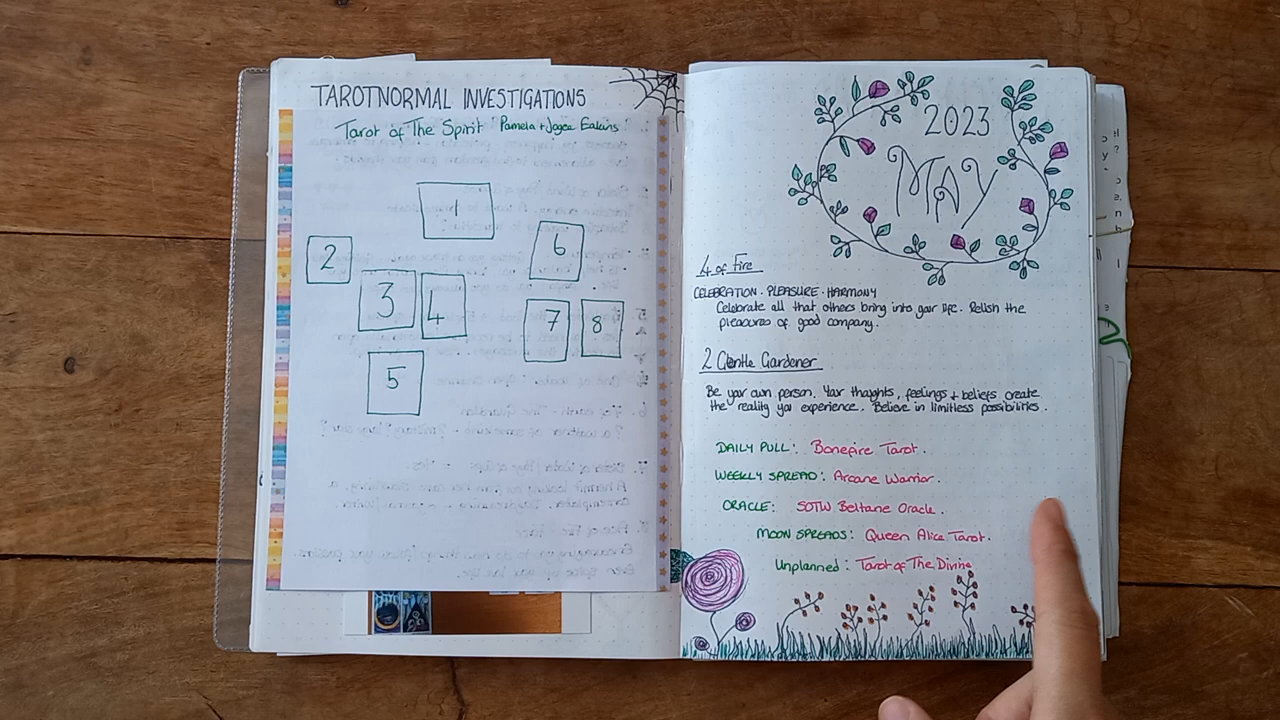 TAROTNORMAL INVESTIGATIONS
Tarot of The Spirit Pamela + Joyce Eakins
1
2
3
4
5
6
7
8
2023
MAY
4 of Fire
CELEBRATION · PLEASURE · HARMONY
Celebrate all that others bring into your life. Relish the
pleasures of good company.
2 Gentle Gardener
Be your own person. Your thoughts, feelings + beliefs create
the reality you experience. Believe in limitless possibilities.
DAILY PULL: Bonefire Tarot.
WEEKLY SPREAD: Arcane Warrior.
ORACLE: SOTW Beltane Oracle.
MOON SPREADS: Queen Alice Tarot.
Unplanned: Tarot of The Divine